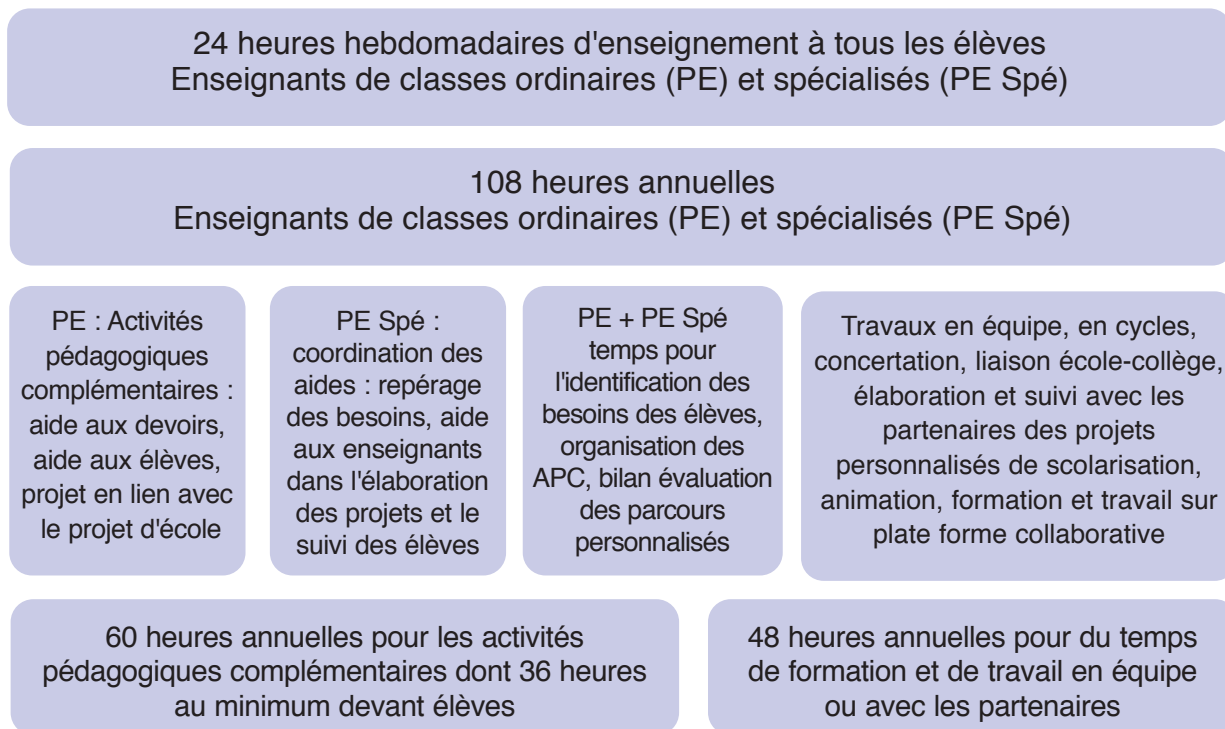 24 heures hebdomadaires d'enseignement à tous les élèves
Enseignants de classes ordinaires (PE) et spécialisés (PE Spé)
108 heures annuelles
Enseignants de classes ordinaires (PE) et spécialisés (PE Spé)
PE : Activités
pédagogiques
complémentaires :
aide aux devoirs,
aide aux élèves,
projet en lien avec
le projet d'école
PE Spé :
coordination des
aides : repérage
des besoins, aide
aux enseignants
dans l'élaboration
des projets et le
suivi des élèves
PE + PE Spé
temps pour
l'identification des
besoins des élèves,
organisation des
APC, bilan évaluation
des parcours
personnalisés
Travaux en équipe, en cycles,
concertation, liaison école-collège,
élaboration et suivi avec les
partenaires des projets
personnalisés de scolarisation,
animation, formation et travail sur
plate forme collaborative
60 heures annuelles pour les activités
pédagogiques complémentaires dont 36 heures
au minimum devant élèves
48 heures annuelles pour du temps
de formation et de travail en équipe
ou avec les partenaires